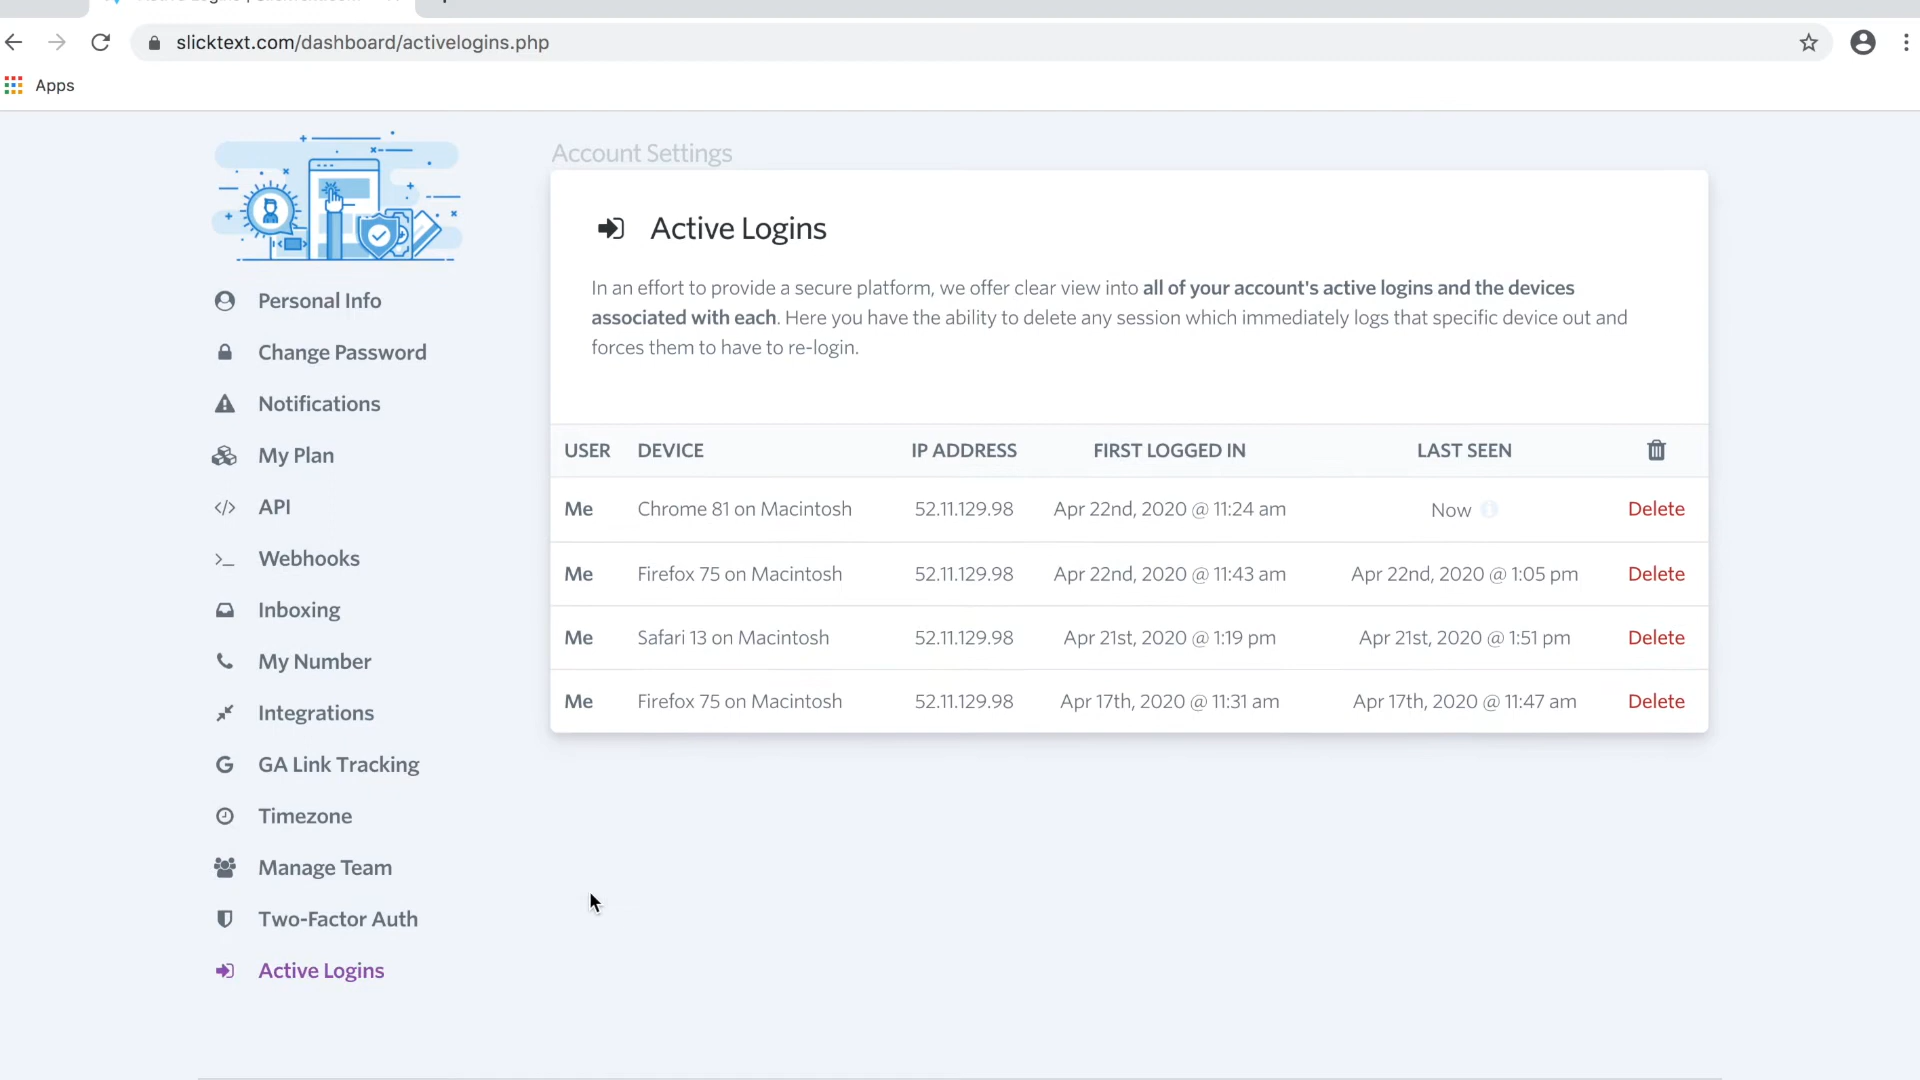 slicktext.com/dashboard/activelogins.php
Apps
Account Settings
Active Logins
In an effort to provide a secure platform, we offer clear view into all of your account's active logins and the devices
associated with each. Here you have the ability to delete any session which immediately logs that specific device out and
forces them to have to re-login.
USER DEVICE IP ADDRESS FIRST LOGGED IN LAST SEEN
Me Chrome 81 on Macintosh 52.11.129.98 Apr 22nd, 2020 @ 11:24 am Now Delete
Me Firefox 75 on Macintosh 52.11.129.98 Apr 22nd, 2020 @ 11:43 am Apr 22nd, 2020 @ 1:05 pm Delete
Me Safari 13 on Macintosh 52.11.129.98 Apr 21st, 2020 @ 1:19 pm Apr 21st, 2020 @ 1:51 pm Delete
Me Firefox 75 on Macintosh 52.11.129.98 Apr 17th, 2020 @ 11:31 am Apr 17th, 2020 @ 11:47 am Delete
Personal Info
Change Password
Notifications
My Plan
API
Webhooks
Inboxing
My Number
Integrations
GA Link Tracking
Timezone
Manage Team
Two-Factor Auth
Active Logins